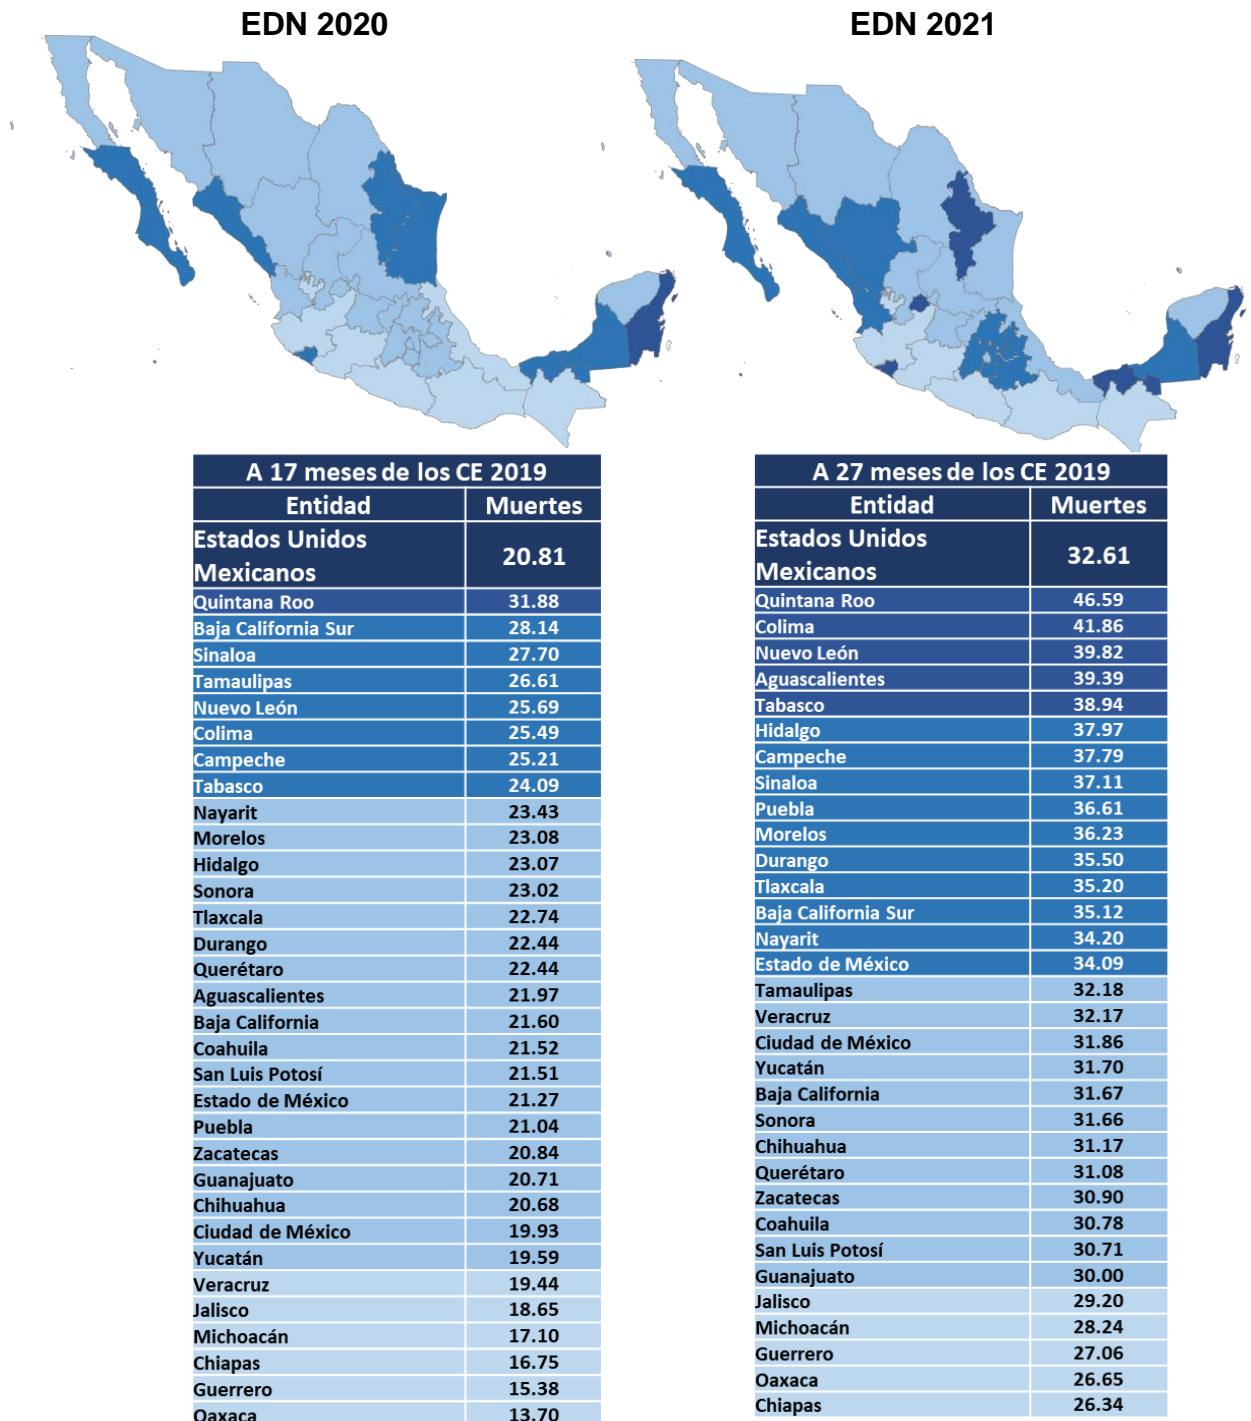 EDN 2020
EDN 2021
A 17 meses de los CE 2019
Entidad Muertes
Estados Unidos
Mexicanos 20.81
Quintana Roo 31.88
Baja California Sur 28.14
Sinaloa 27.70
Tamaulipas 26.61
Nuevo León 25.69
Colima 25.49
Campeche 25.21
Tabasco 24.09
Nayarit 23.43
Morelos 23.08
Hidalgo 23.07
Sonora 23.02
Tlaxcala 22.74
Durango 22.44
Querétaro 22.44
Aguascalientes 21.97
Baja California 21.60
Coahuila 21.52
San Luis Potosí 21.51
Estado de México 21.27
Puebla 21.04
Zacatecas 20.84
Guanajuato 20.71
Chihuahua 20.68
Ciudad de México 19.93
Yucatán 19.59
Veracruz 19.44
Jalisco 18.65
Michoacán 17.10
Chiapas 16.75
Guerrero 15.38
Oaxaca 13.70
A 27 meses de los CE 2019
Entidad Muertes
Estados Unidos
Mexicanos 32.61
Quintana Roo 46.59
Colima 41.86
Nuevo León 39.82
Aguascalientes 39.39
Tabasco 38.94
Hidalgo 37.97
Campeche 37.79
Sinaloa 37.11
Puebla 36.61
Morelos 36.23
Durango 35.50
Tlaxcala 35.20
Baja California Sur 35.12
Nayarit 34.20
Estado de México 34.09
Tamaulipas 32.18
Veracruz 32.17
Ciudad de México 31.86
Yucatán 31.70
Baja California 31.67
Sonora 31.66
Chihuahua 31.17
Querétaro 31.08
Zacatecas 30.90
Coahuila 30.78
San Luis Potosí 30.71
Guanajuato 30.00
Jalisco 29.20
Michoacán 28.24
Guerrero 27.06
Oaxaca 26.65
Chiapas 26.34